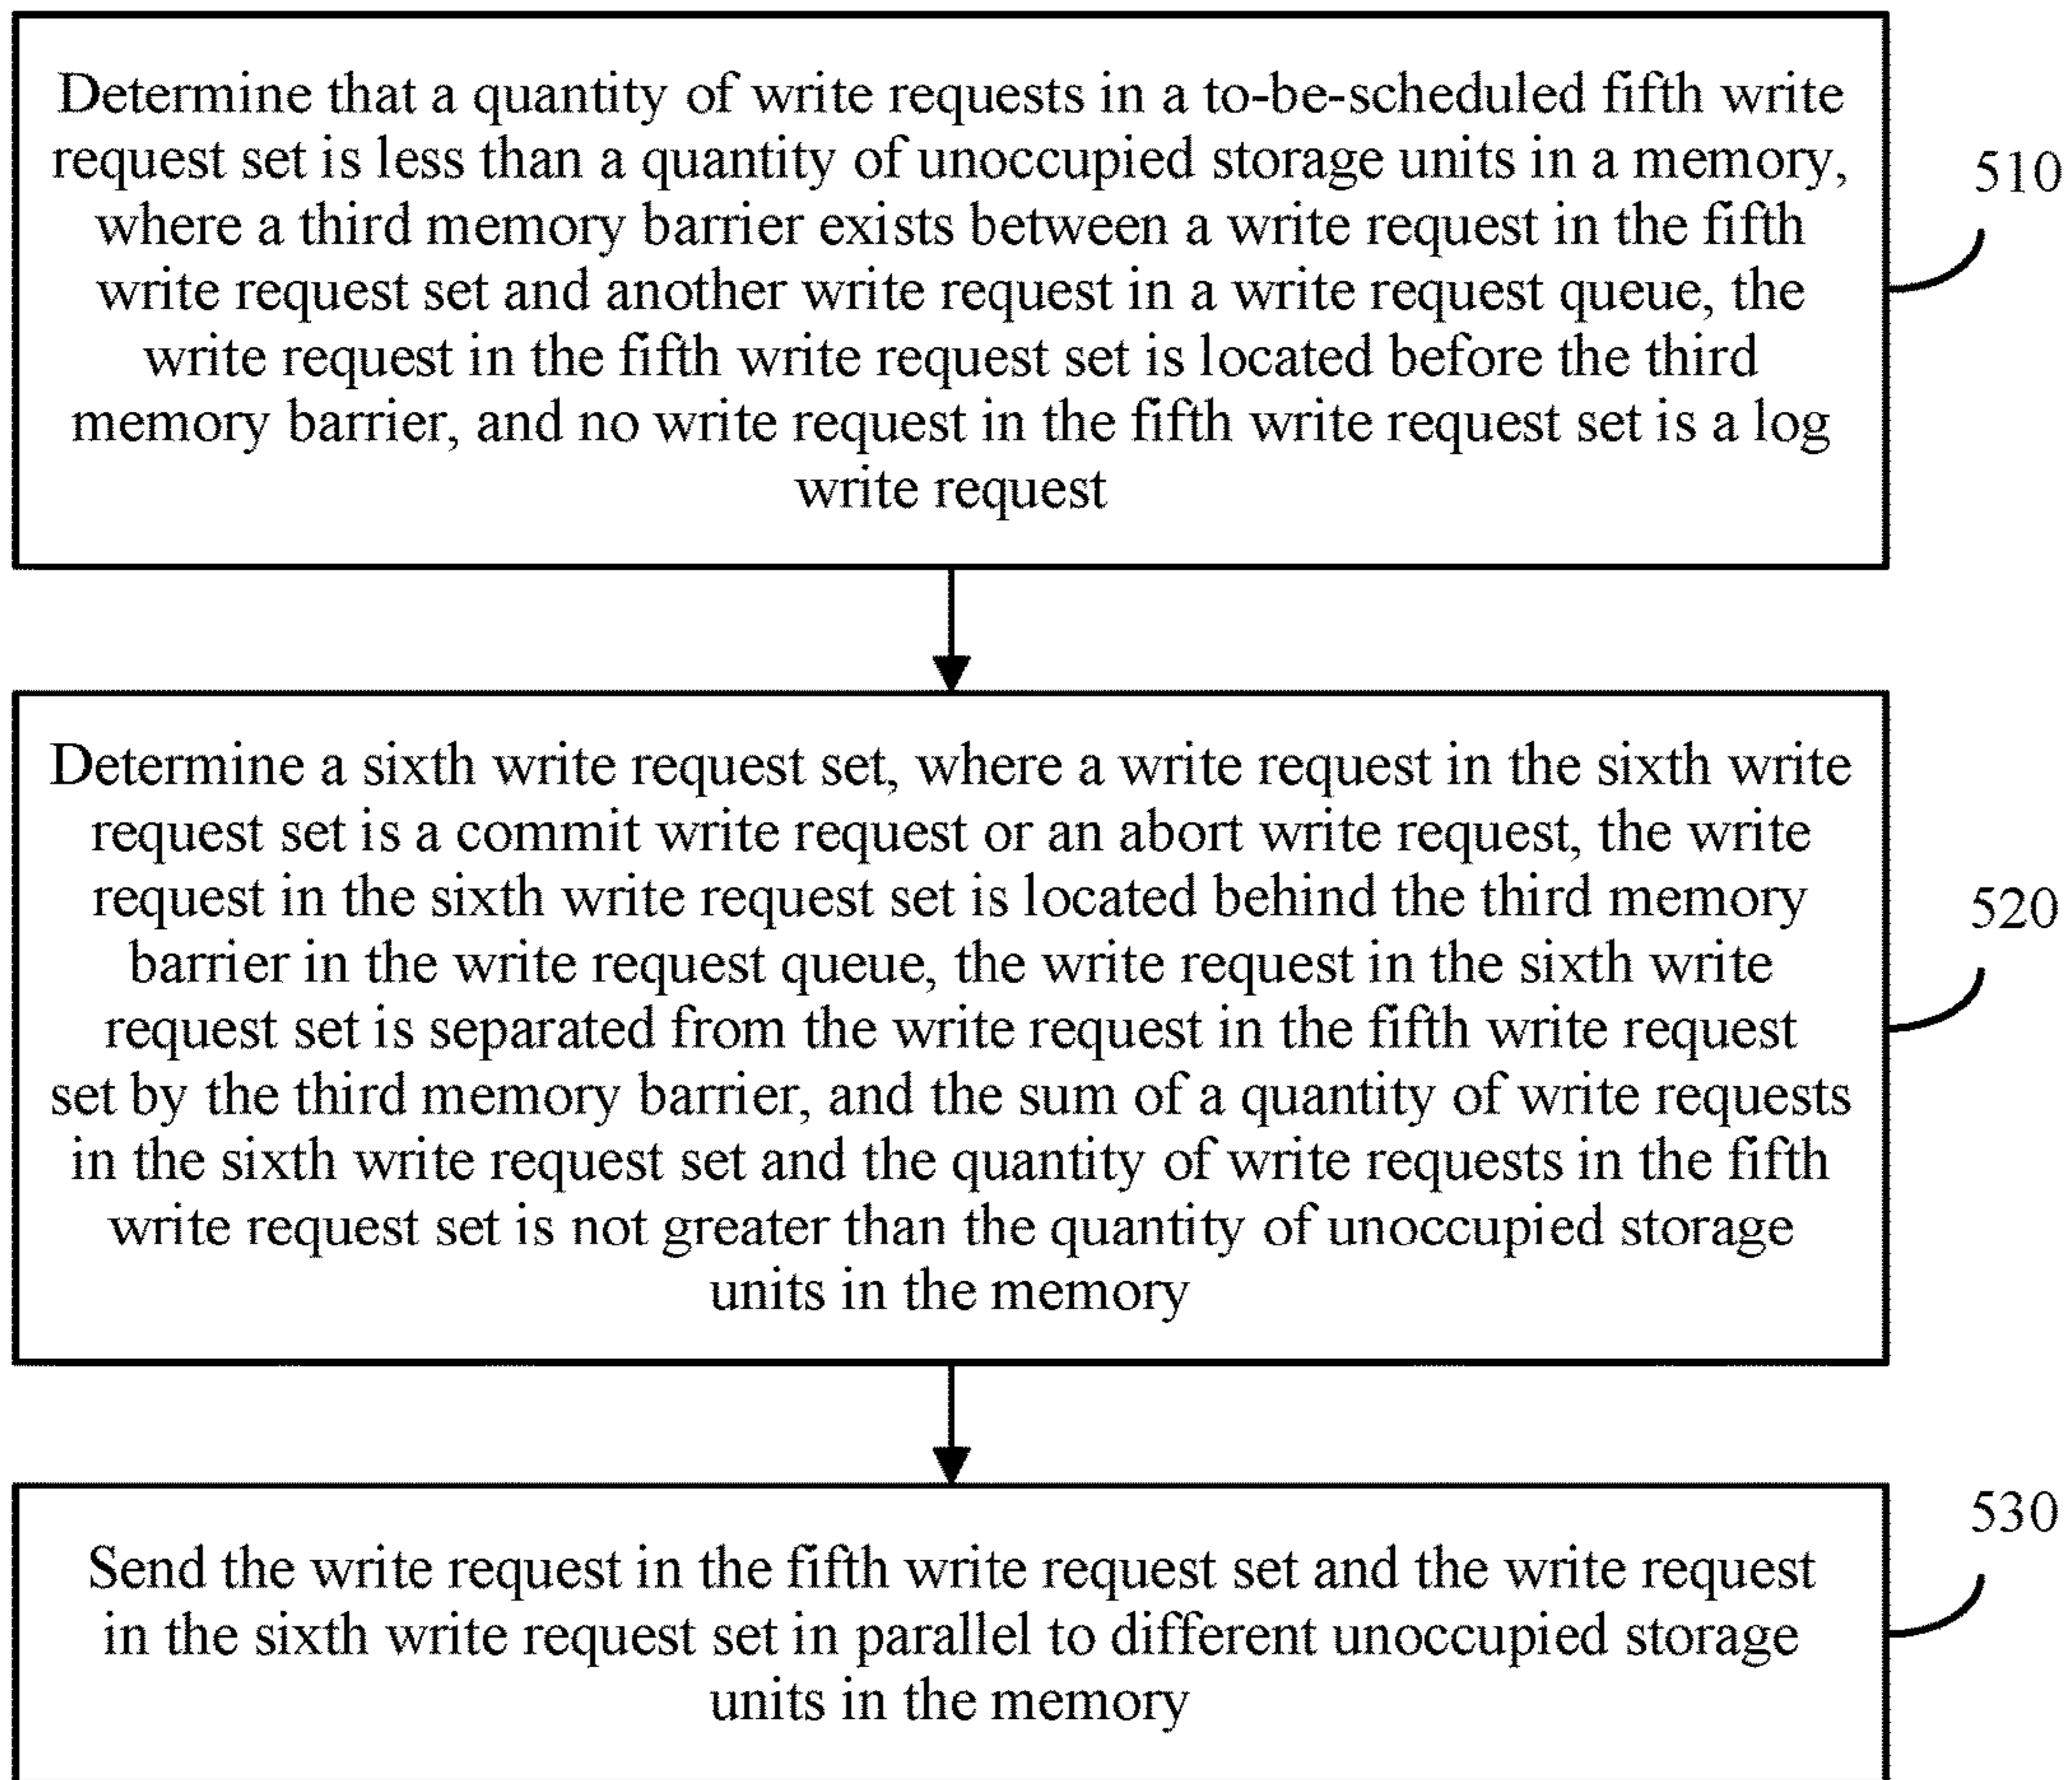 Determine that a quantity of write requests in a to-be-scheduled fifth write
request set is less than a quantity of unoccupied storage units in a memory,
where a third memory barrier exists between a write request in the fifth
write request set and another write request in a write request queue, the
write request in the fifth write request set is located before the third
memory barrier, and no write request in the fifth write request set is a log
write request
510
Determine a sixth write request set, where a write request in the sixth write
request set is a commit write request or an abort write request, the write
request in the sixth write request set is located behind the third memory
barrier in the write request queue, the write request in the sixth write
request set is separated from the write request in the fifth write request
set by the third memory barrier, and the sum of a quantity of write requests
in the sixth write request set and the quantity of write requests in the fifth
write request set is not greater than the quantity of unoccupied storage
units in the memory
520
Send the write request in the fifth write request set and the write request
in the sixth write request set in parallel to different unoccupied storage
units in the memory
530